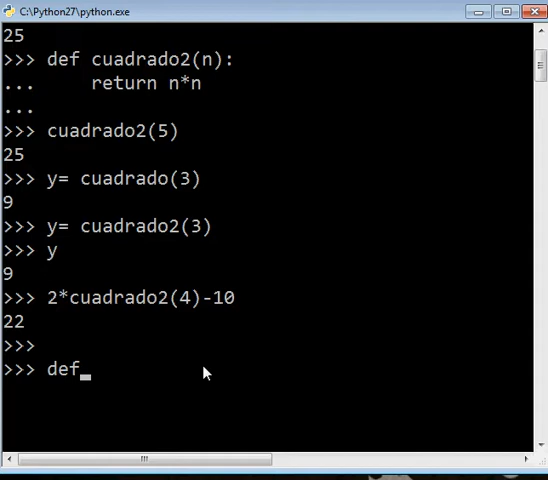 C:\Python27\python.exe
25
>>> def cuadrado2(n):
...     return n*n
...
>>> cuadrado2(5)
25
>>> y= cuadrado(3)
9
>>> y= cuadrado2(3)
>>> y
9
>>> 2*cuadrado2(4)-10
22
>>>
>>> def_